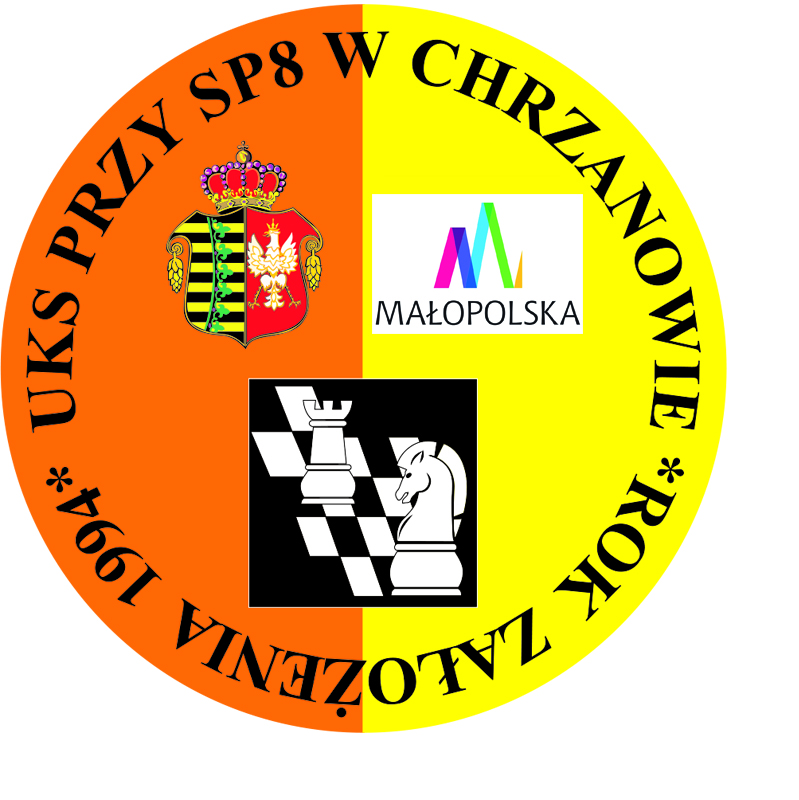 UKS PRZY SP8 W CHRZANOWIE *ROK ZAŁOŻENIA 1994*
MAŁOPOLSKA